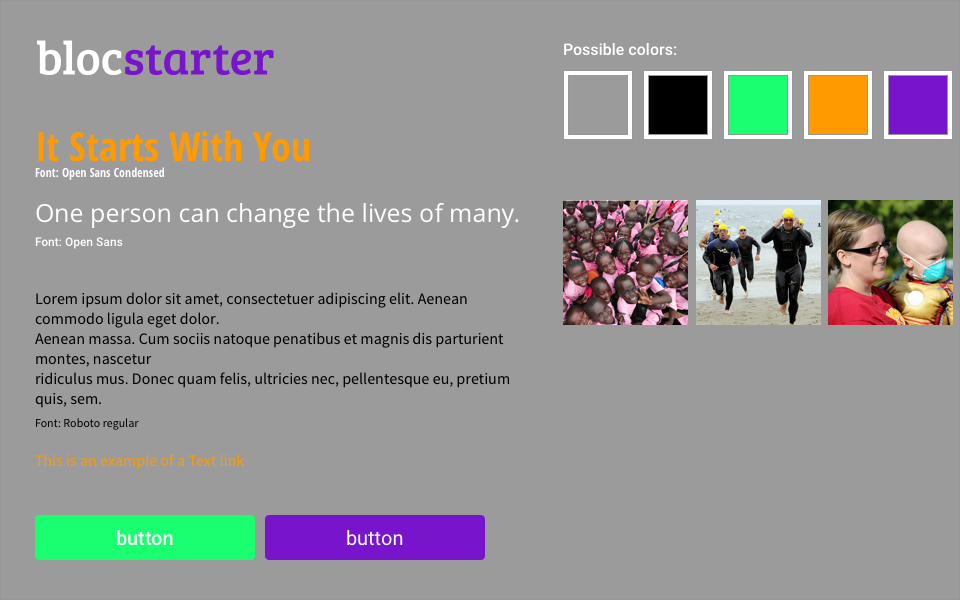 blocstarter
It Starts With You
Font: Open Sans Condensed
One person can change the lives of many.
Font: Open Sans
Lorem ipsum dolor sit amet, consectetuer adipiscing elit. Aenean
commodo ligula eget dolor.
Aenean massa. Cum sociis natoque penatibus et magnis dis parturient
montes, nascetur
ridiculus mus. Donec quam felis, ultricies nec, pellentesque eu, pretium
quis, sem.
Font: Roboto regular
This is an example of a Text link
button
button
Possible colors: